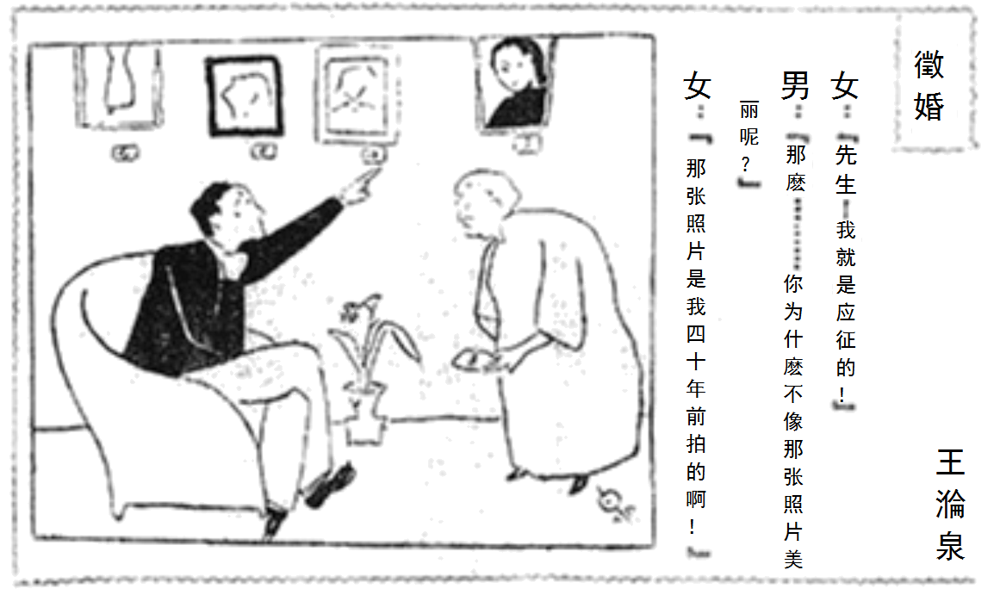 徵婚
王淪泉
女：『先生—我就是应征的！』
男：『那麽…………你为什麽不像那张照片美
丽呢？』
女：『那张照片是我四十年前拍的啊！』